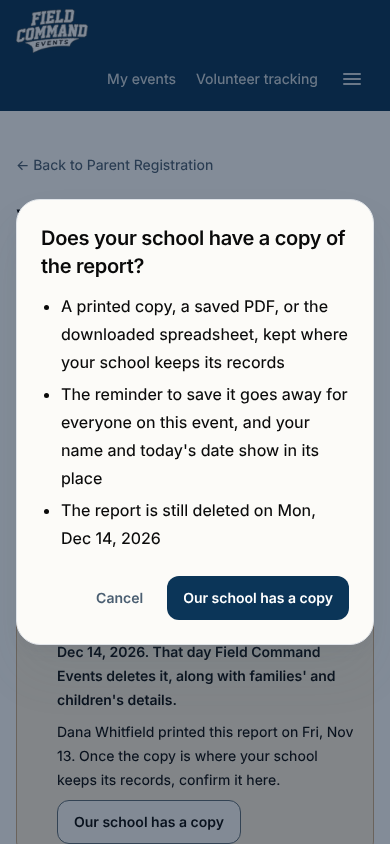 FIELD
COMMAND
EVENTS
My events Volunteer tracking
← Back to Parent Registration
Does your school have a copy of
the report?
• A printed copy, a saved PDF, or the
downloaded spreadsheet, kept where
your school keeps its records
• The reminder to save it goes away for
everyone on this event, and your
name and today's date show in its
place
• The report is still deleted on Mon,
Dec 14, 2026
Cancel Our school has a copy
Dec 14, 2026. That day Field Command
Events deletes it, along with families' and
children's details.
Dana Whitfield printed this report on Fri, Nov
13. Once the copy is where your school
keeps its records, confirm it here.
Our school has a copy